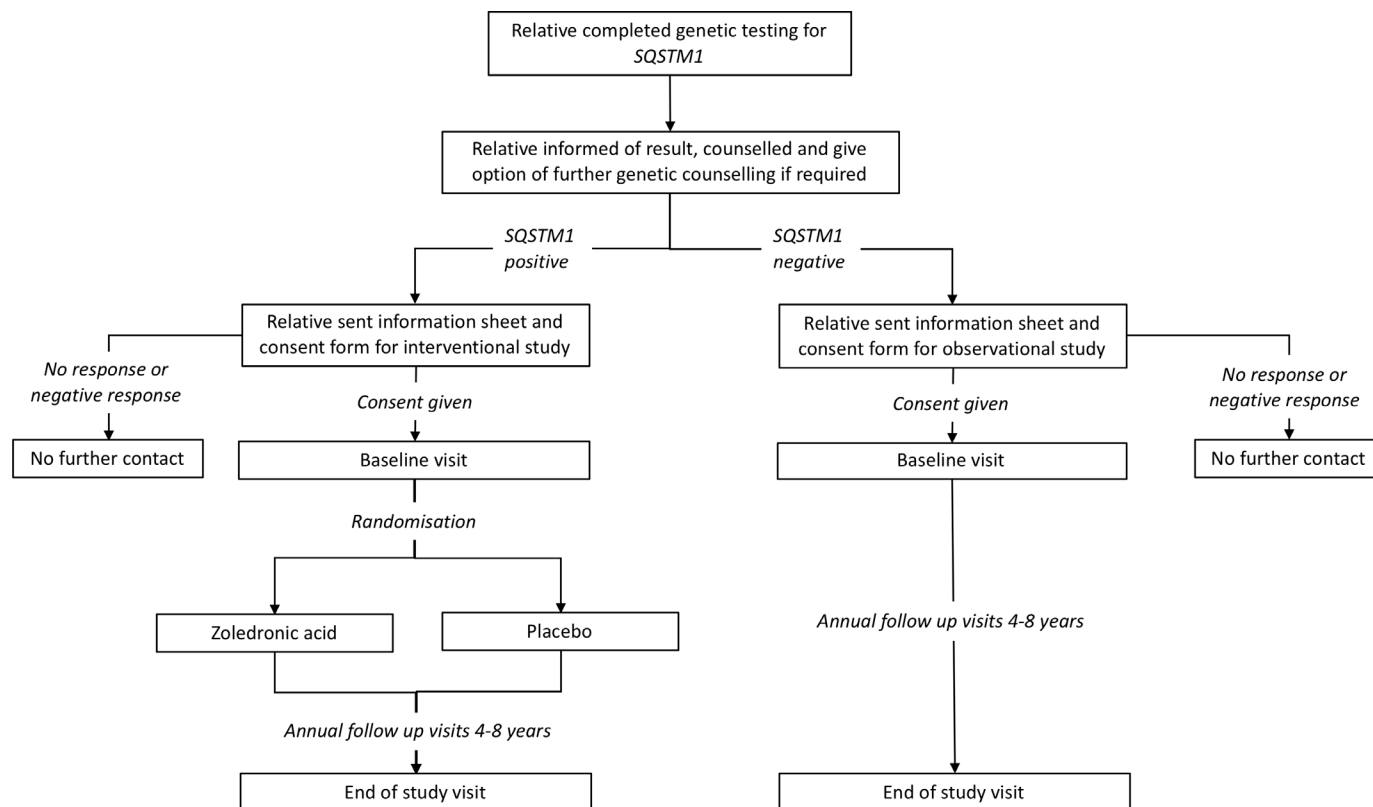 Relative completed genetic testing for
SQSTM1
Relative informed of result, counselled and give
option of further genetic counselling if required
SQSTM1
positive
SQSTM1
negative
Relative sent information sheet and
consent form for interventional study
Relative sent information sheet and
consent form for observational study
No response or
negative response
Consent given
Consent given
No response or
negative response
No further contact
Baseline visit
Baseline visit
No further contact
Randomisation
Zoledronic acid
Placebo
Annual follow up visits 4-8 years
Annual follow up visits 4-8 years
End of study visit
End of study visit